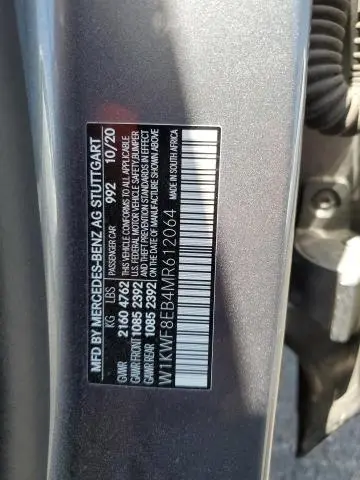 MFD BY MERCEDES-BENZ AG STUTTGART
PASSENGER CAR 992 10/20
KG LBS
THIS VEHICLE CONFORMS TO ALL APPLICABLE
U.S. FEDERAL MOTOR VEHICLE SAFETY, BUMPER
AND THEFT PREVENTION STANDARDS IN EFFECT
ON THE DATE OF MANUFACTURE SHOWN ABOVE.
GVWR 2160 4762
GAWR FRONT 1085 2392
GAWR REAR 1085 2392
MADE IN SOUTH AFRICA
W1KWF8EB4MR612064